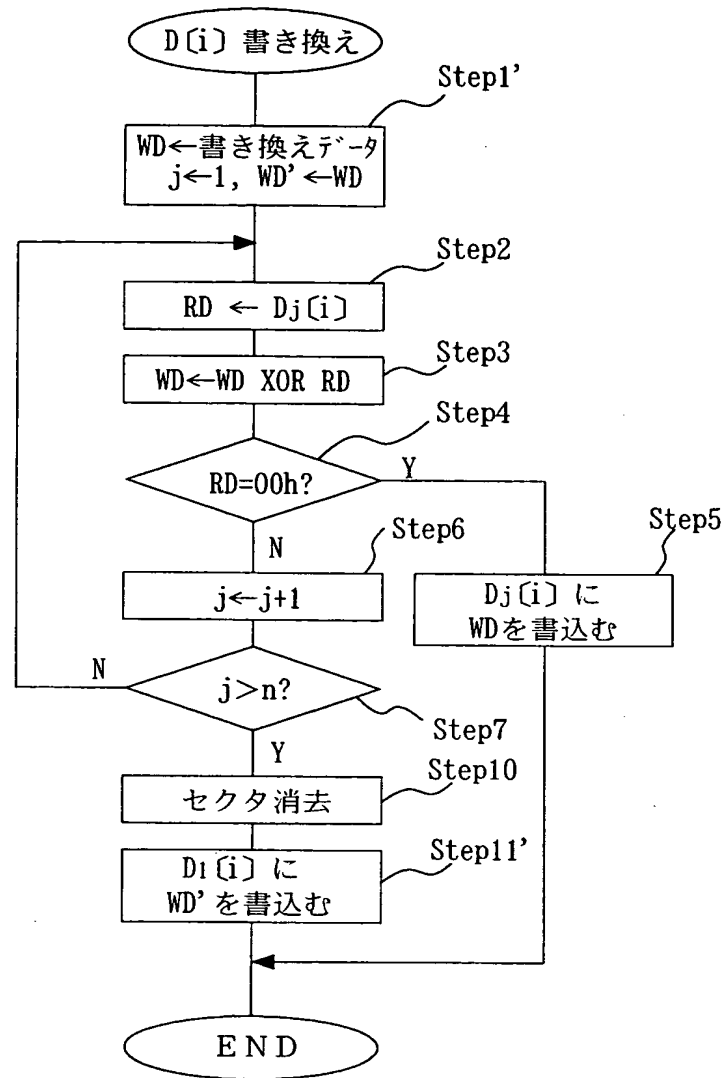 D〔i〕書き換え
Step1’
WD←書き換えデータ
j←1, WD’←WD
Step2
RD ← Dj〔i〕
Step3
WD←WD XOR RD
Step4
RD=00h?
Y
N
Step5
Dj〔i〕に
WDを書込む
Step6
j←j+1
N
j>n?
Step7
Y
Step10
セクタ消去
Step11’
D1〔i〕に
WD’を書込む
END